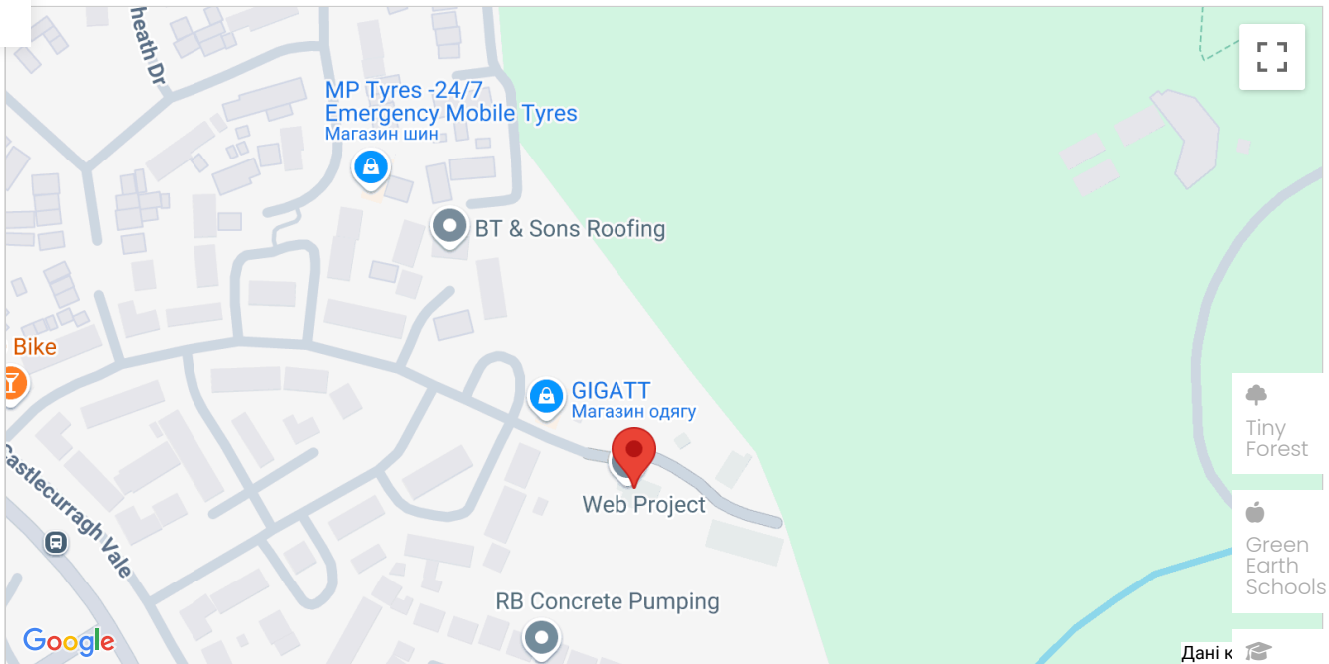 heath Dr
MP Tyres -24/7
Emergency Mobile Tyres
Магазин шин
BT & Sons Roofing
Bike
GIGATT
Магазин одягу
Tiny
Forest
Castlecurragh Vale
Web Project
Green
Earth
Schools
RB Concrete Pumping
Google
Дані к